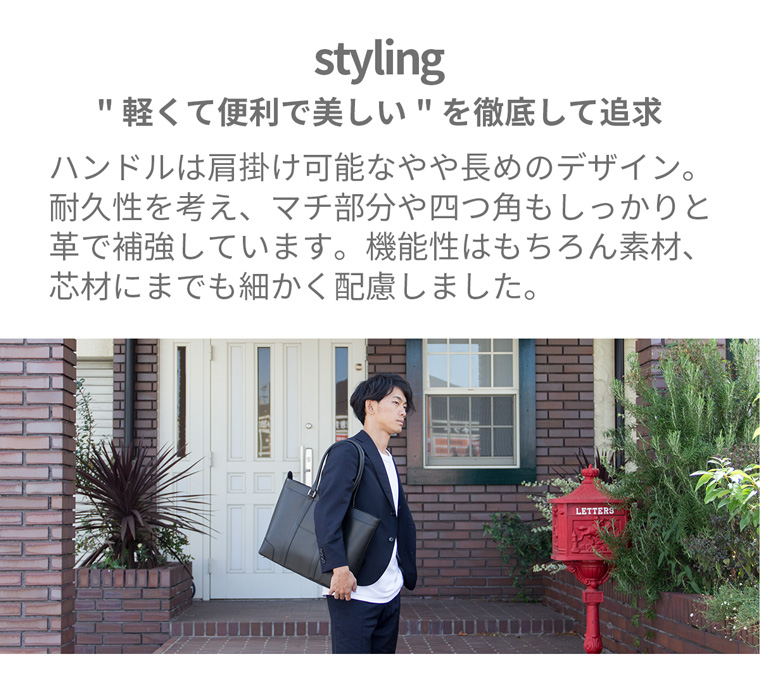 styling
" 軽くて便利で美しい " を徹底して追求
ハンドルは肩掛け可能なやや長めのデザイン。
耐久性を考え、マチ部分や四つ角もしっかりと
革で補強しています。機能性はもちろん素材、
芯材にまでも細かく配慮しました。
LETTERS